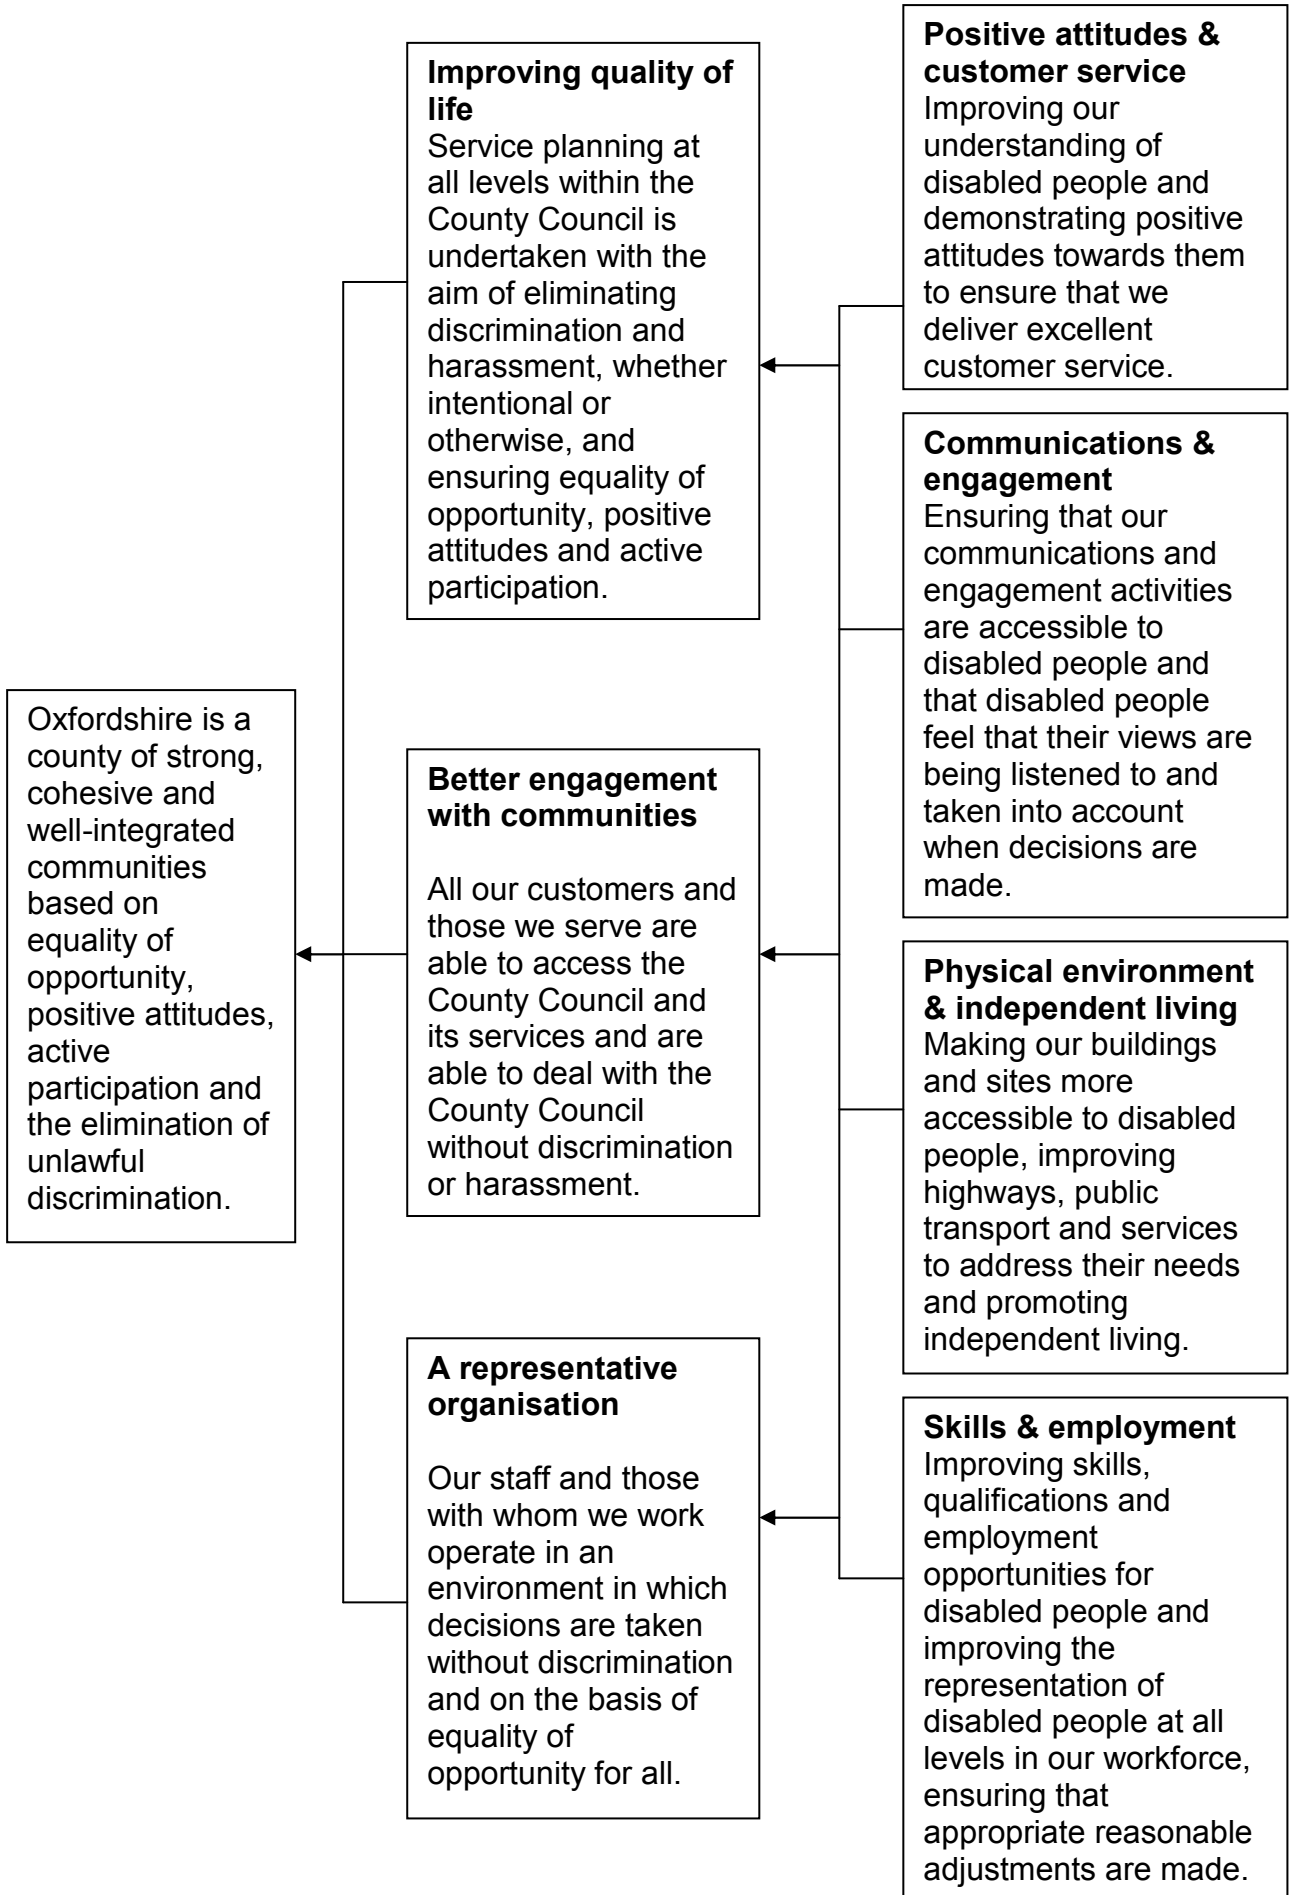 Oxfordshire is a
county of strong,
cohesive and
well-integrated
communities
based on
equality of
opportunity,
positive attitudes,
active
participation and
the elimination of
unlawful
discrimination.
Improving quality of
life
Service planning at
all levels within the
County Council is
undertaken with the
aim of eliminating
discrimination and
harassment, whether
intentional or
otherwise, and
ensuring equality of
opportunity, positive
attitudes and active
participation.
Better engagement
with communities
All our customers and
those we serve are
able to access the
County Council and
its services and are
able to deal with the
County Council
without discrimination
or harassment.
A representative
organisation
Our staff and those
with whom we work
operate in an
environment in which
decisions are taken
without discrimination
and on the basis of
equality of
opportunity for all.
Positive attitudes &
customer service
Improving our
understanding of
disabled people and
demonstrating positive
attitudes towards them
to ensure that we
deliver excellent
customer service.
Communications &
engagement
Ensuring that our
communications and
engagement activities
are accessible to
disabled people and
that disabled people
feel that their views are
being listened to and
taken into account
when decisions are
made.
Physical environment
& independent living
Making our buildings
and sites more
accessible to disabled
people, improving
highways, public
transport and services
to address their needs
and promoting
independent living.
Skills & employment
Improving skills,
qualifications and
employment
opportunities for
disabled people and
improving the
representation of
disabled people at all
levels in our workforce,
ensuring that
appropriate reasonable
adjustments are made.